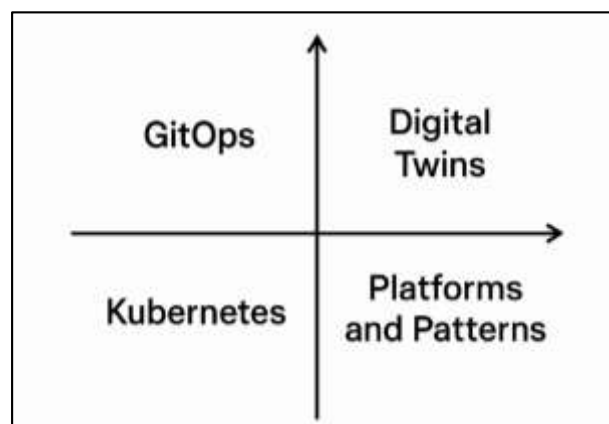 GitOps
Digital
Twins
Kubernetes
Platforms
and Patterns